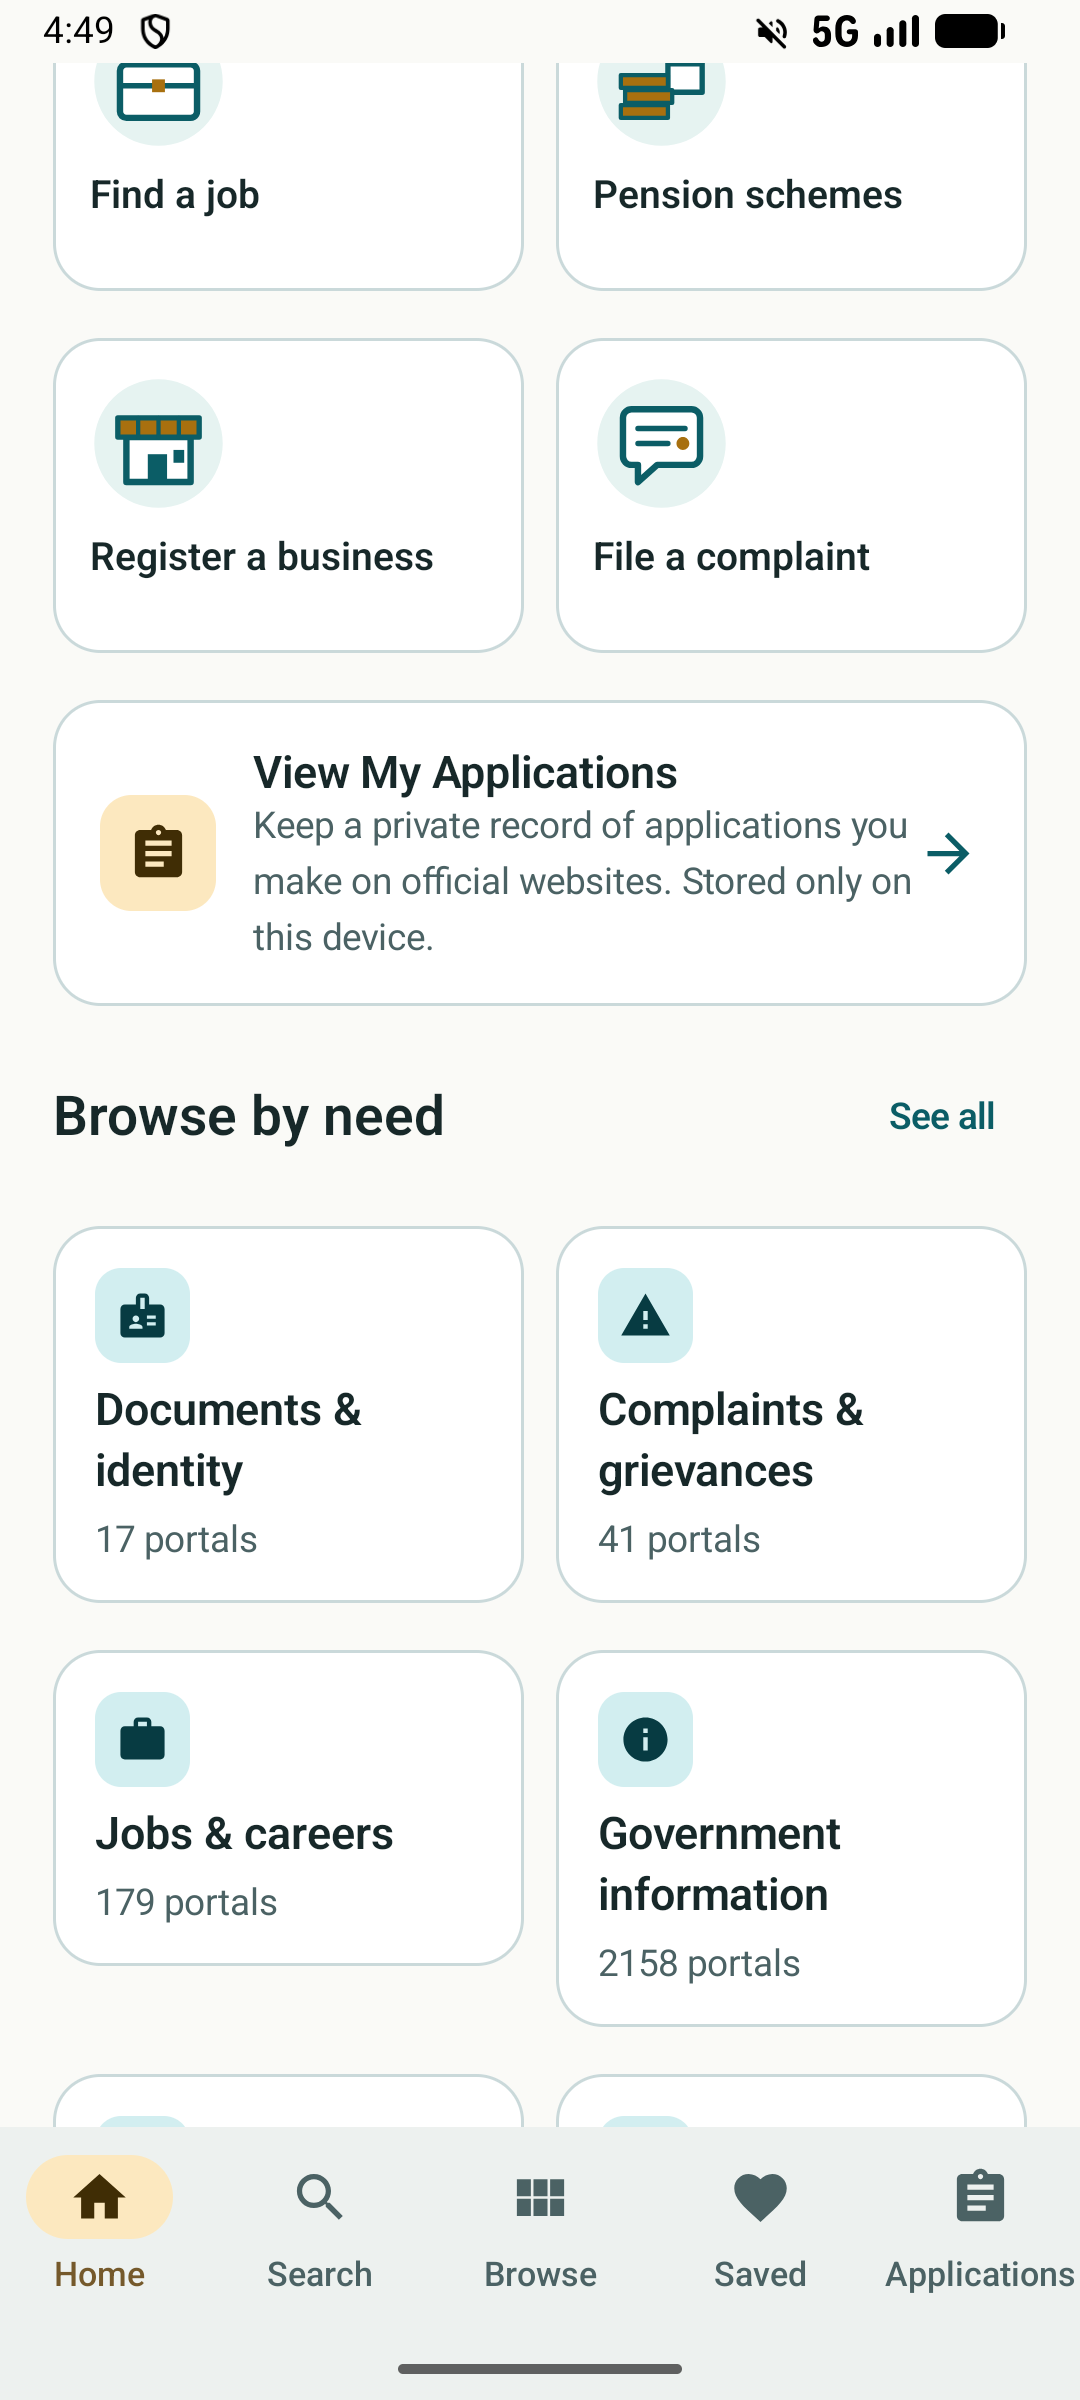 4:49
5G
Find a job
Pension schemes
Register a business
File a complaint
View My Applications
Keep a private record of applications you
make on official websites. Stored only on
this device.
Browse by need
See all
Documents &
identity
17 portals
Complaints &
grievances
41 portals
Jobs & careers
179 portals
Government
information
2158 portals
Home
Search
Browse
Saved
Applications